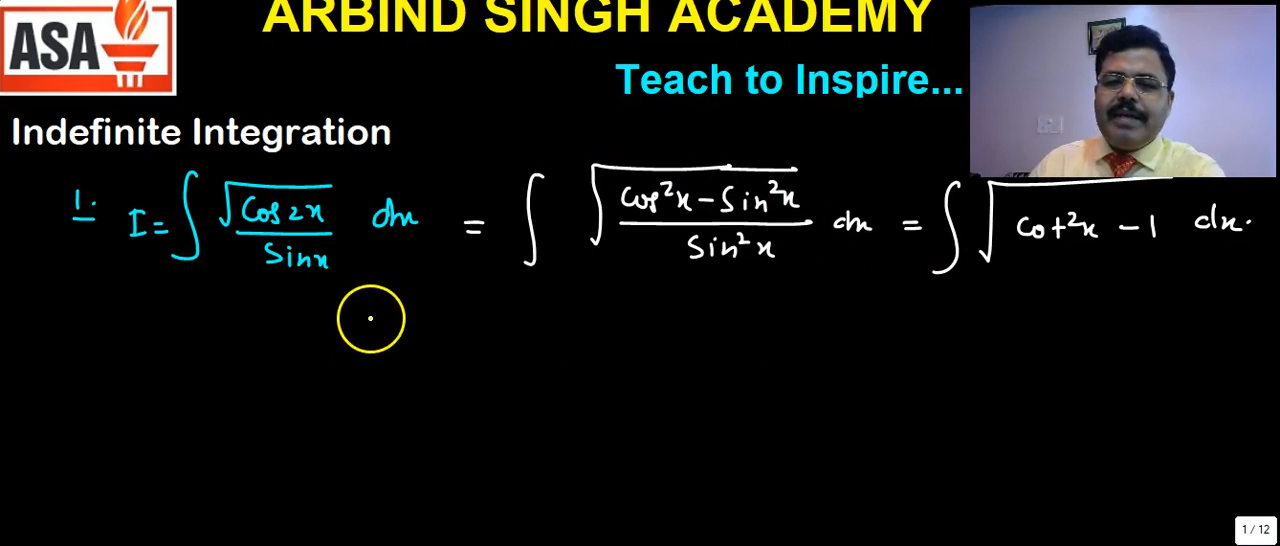 ARBIND SINGH ACADEMY
ASA
Teach to Inspire...
Indefinite Integration
1. I = ∫ √cos2x / sinx dx = ∫ √((cos²x – sin²x) / sin²x) dx = ∫ √(cot²x – 1) dx.
1 / 12